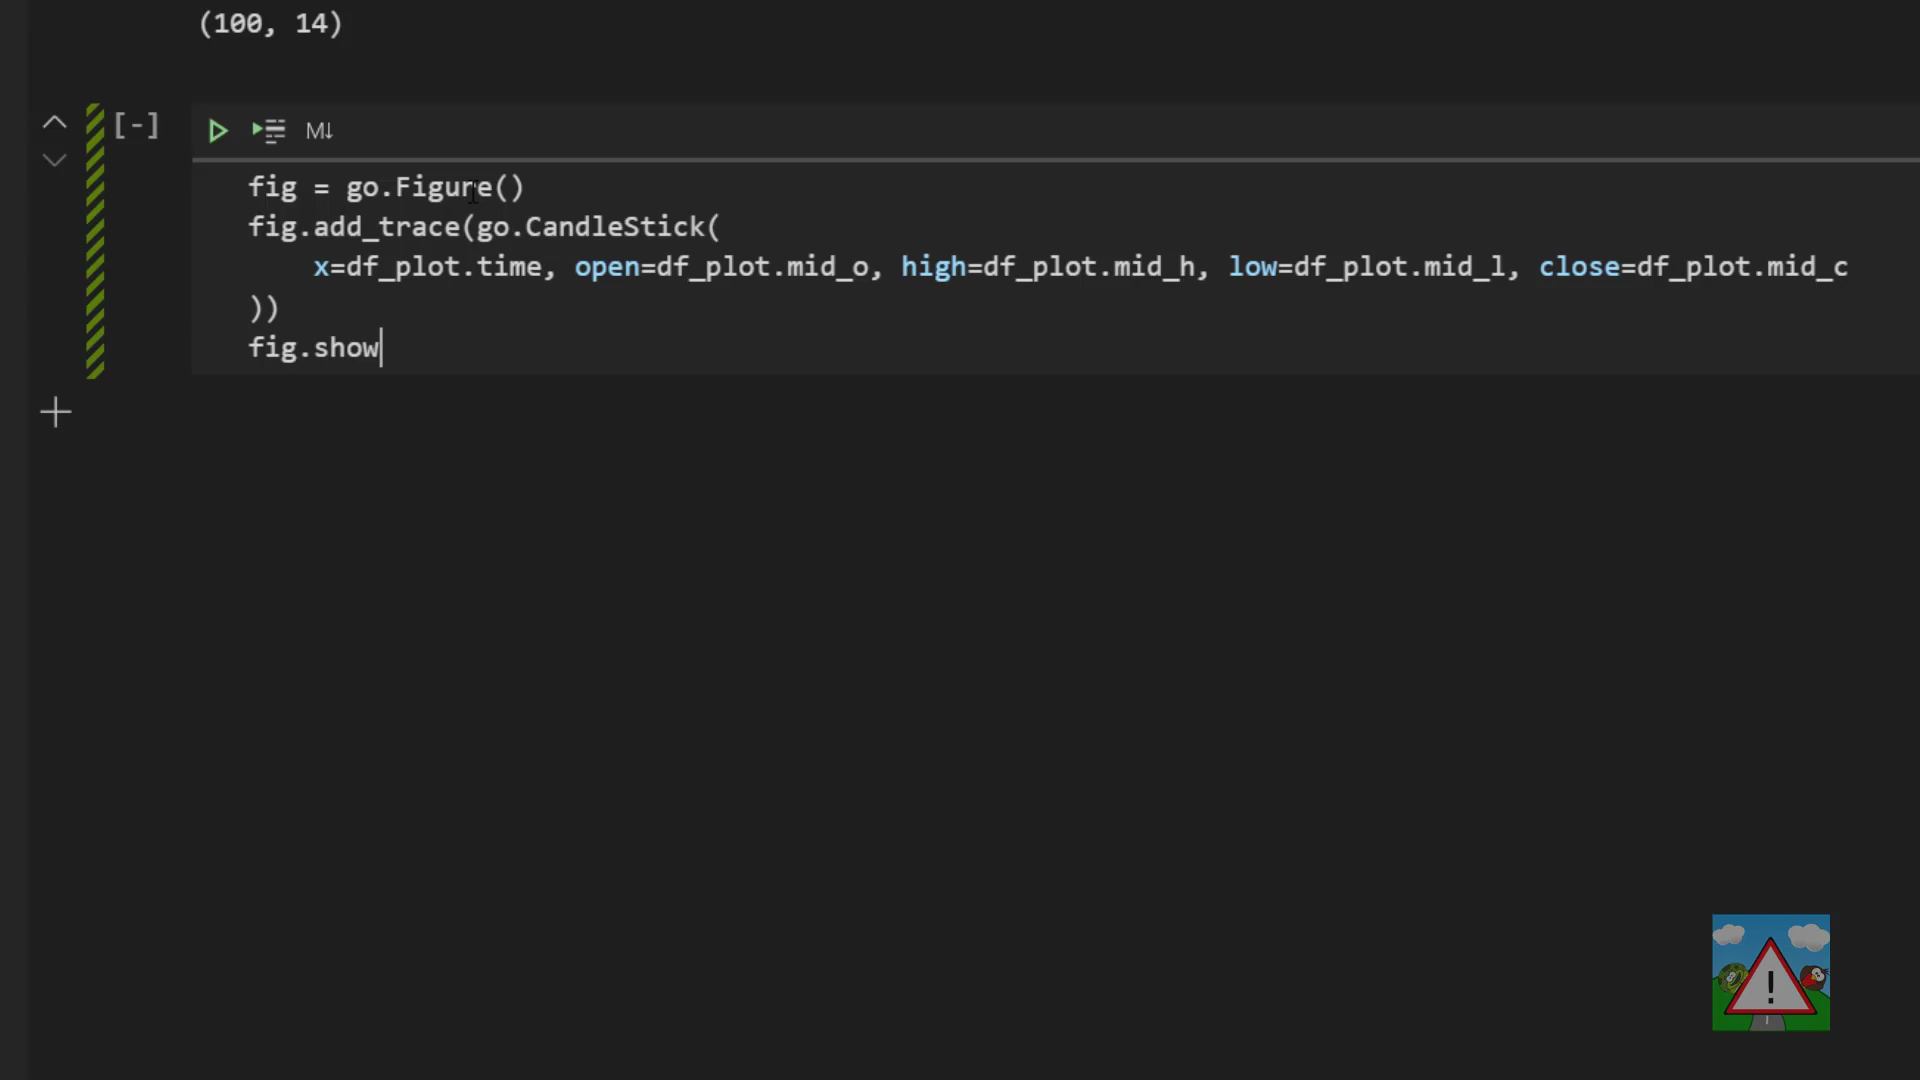 (100, 14)
[-]
M↓
fig = go.Figure()
fig.add_trace(go.CandleStick(
x=df_plot.time, open=df_plot.mid_o, high=df_plot.mid_h, low=df_plot.mid_l, close=df_plot.mid_c
))
fig.show
!